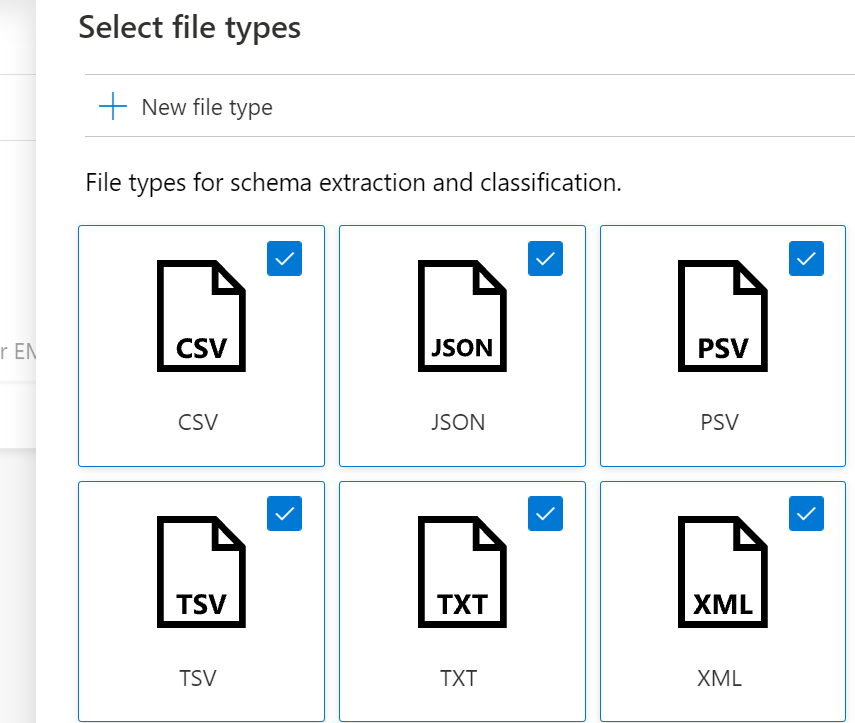 Select file types
New file type
File types for schema extraction and classification.
CSV
JSON
PSV
CSV
JSON
PSV
r EM
TSV
TXT
XML
TSV
TXT
XML